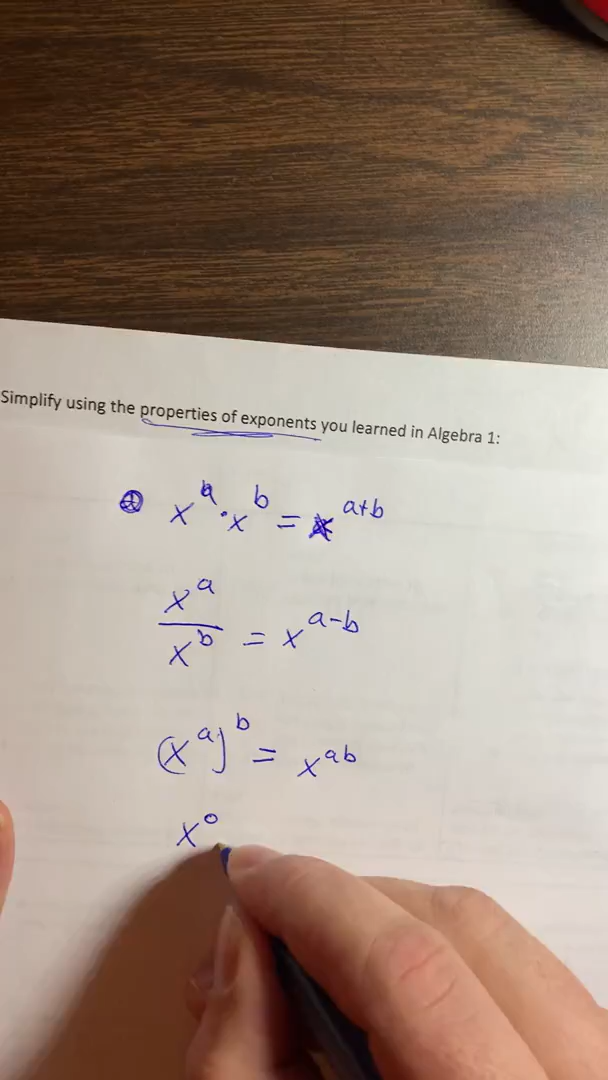 Simplify using the properties of exponents you learned in Algebra 1:
x^a · x^b = x^(a+b)
x^a / x^b = x^(a-b)
(x^a)^b = x^(ab)
x^0